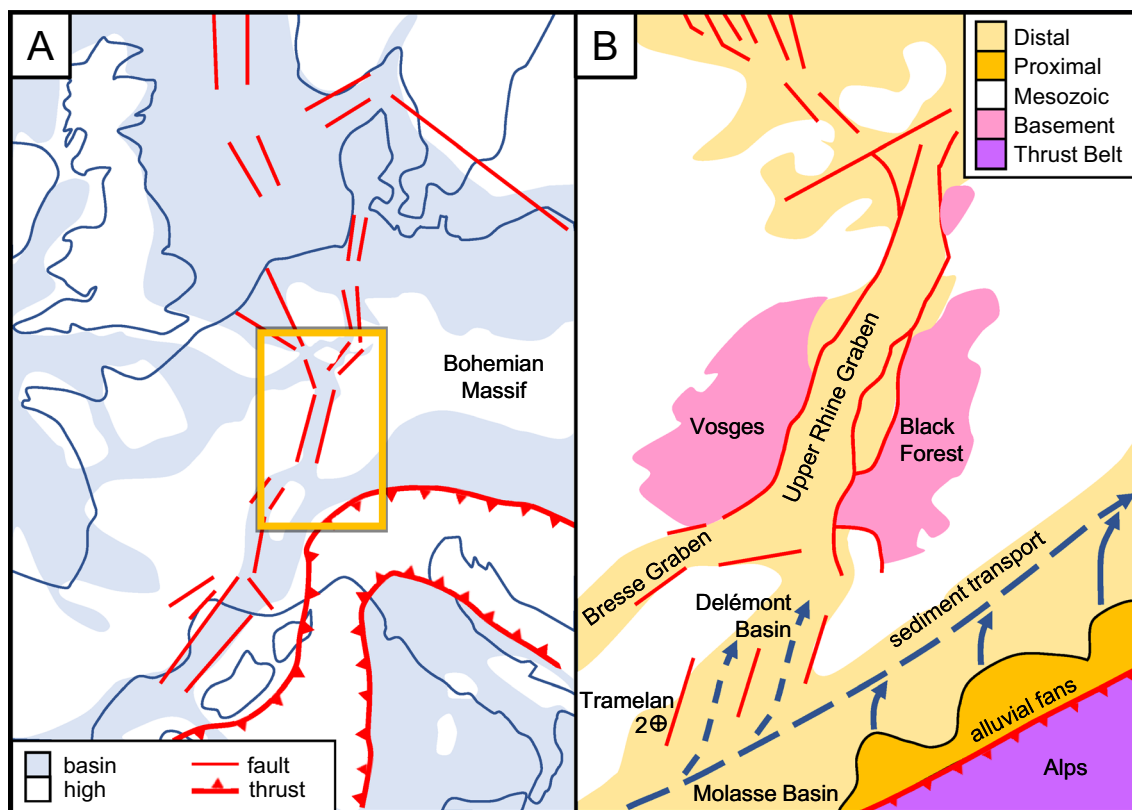 A
Bohemian
Massif
basin
high
fault
thrust
B
Distal
Proximal
Mesozoic
Basement
Thrust Belt
Upper Rhine Graben
Vosges
Black
Forest
Bresse Graben
Delémont
Basin
sediment transport
Tramelan
2
alluvial fans
Molasse Basin
Alps